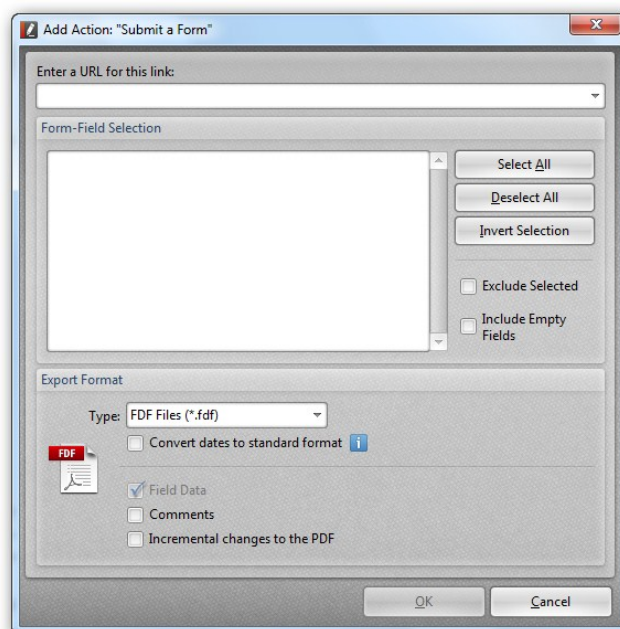 Add Action: "Submit a Form"
Enter a URL for this link:
Form-Field Selection
Select All
Deselect All
Invert Selection
Exclude Selected
Include Empty
Fields
Export Format
Type: FDF Files (*.fdf)
Convert dates to standard format
FDF
Field Data
Comments
Incremental changes to the PDF
OK
Cancel